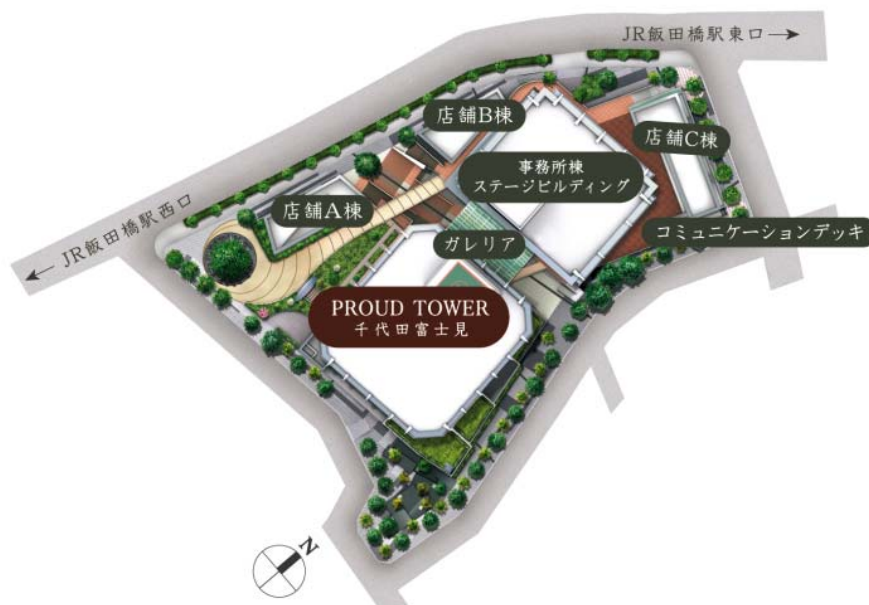 JR飯田橋駅東口
店舗B棟
店舗C棟
事務所棟
ステージビルディング
店舗A棟
JR飯田橋駅西口
コミュニケーションデッキ
ガレリア
PROUD TOWER
千代田富士見
N